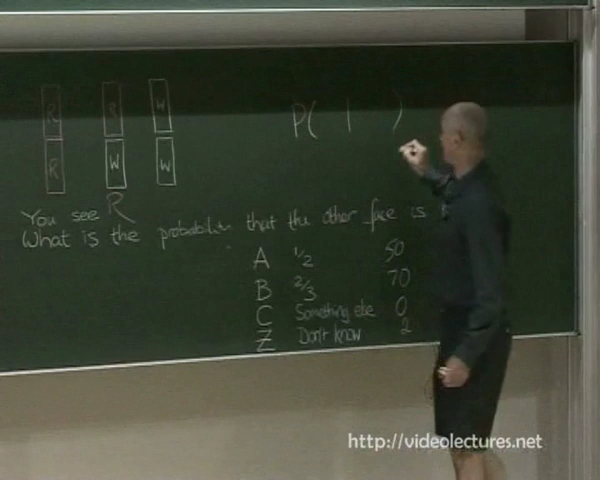 R R W P( | )
R W W
You see R
What is the probability that the other face is
A 1/2 50
B 2/3 70
C Something else 0
Z Don't know 2
http://videolectures.net